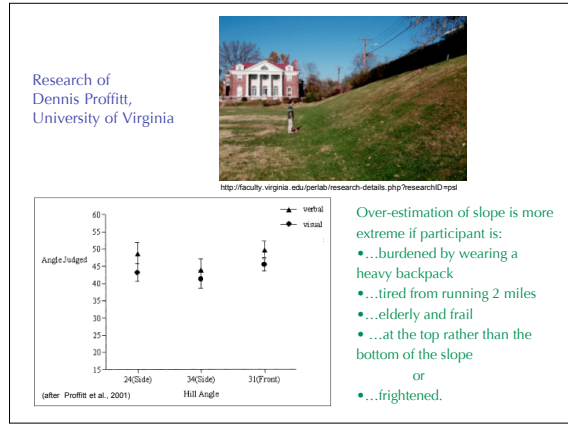 Research of
Dennis Proffitt,
University of Virginia
http://faculty.virginia.edu/perlab/research-details.php?researchID=psl
verbal
visual
60
55
50
Angle Judged
45
40
35
30
25
20
15
24(Side)
34(Side)
31(Front)
(after Proffitt et al., 2001)
Hill Angle
Over-estimation of slope is more
extreme if participant is:
•…burdened by wearing a
heavy backpack
•…tired from running 2 miles
•…elderly and frail
• …at the top rather than the
bottom of the slope
or
•…frightened.